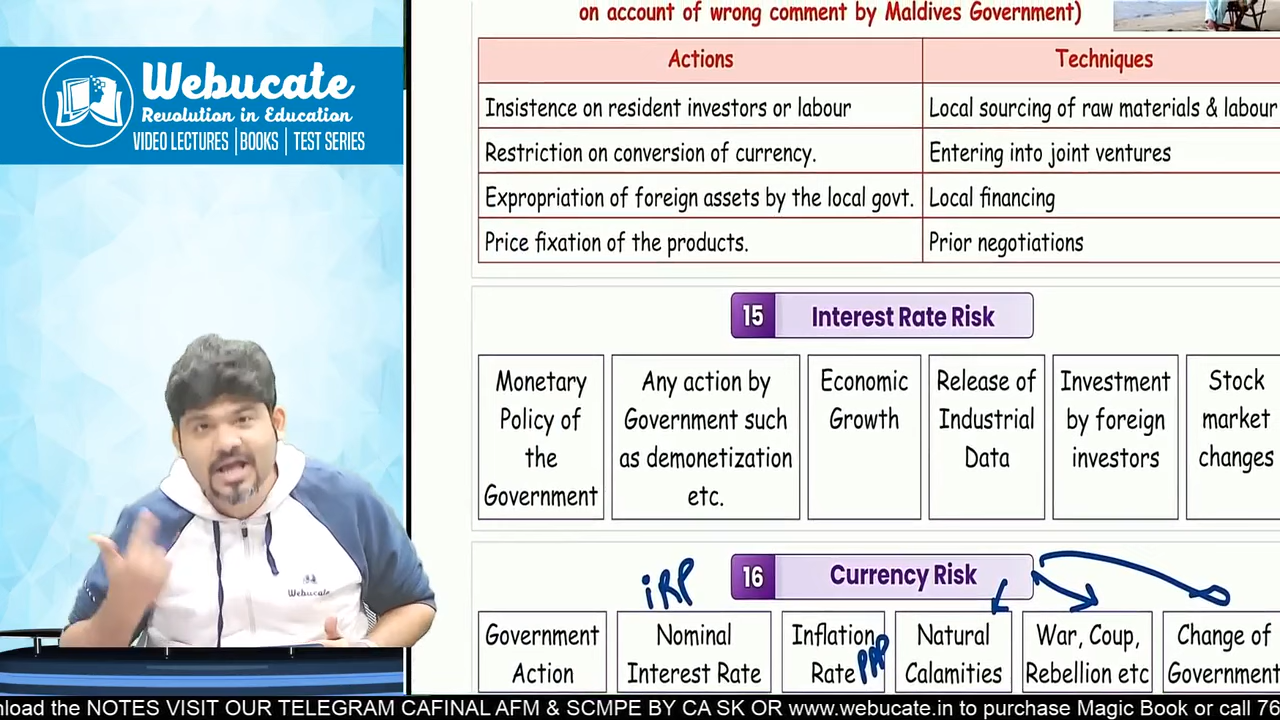 Webucate
Revolution in Education
VIDEO LECTURES | BOOKS | TEST SERIES
on account of wrong comment by Maldives Government)
Actions Techniques
Insistence on resident investors or labour Local sourcing of raw materials & labour
Restriction on conversion of currency. Entering into joint ventures
Expropriation of foreign assets by the local govt. Local financing
Price fixation of the products. Prior negotiations
15 Interest Rate Risk
Monetary
Policy of
the
Government
Any action by
Government such
as demonetization
etc.
Economic
Growth
Release of
Industrial
Data
Investment
by foreign
investors
Stock
market
changes
16 Currency Risk
iRP
Government
Action
Nominal
Interest Rate
Inflation
Rate PPP
Natural
Calamities
War, Coup,
Rebellion etc
Change of
Government
Webucate
nload the NOTES VISIT OUR TELEGRAM CAFINAL AFM & SCMPE BY CA SK OR www.webucate.in to purchase Magic Book or call 76